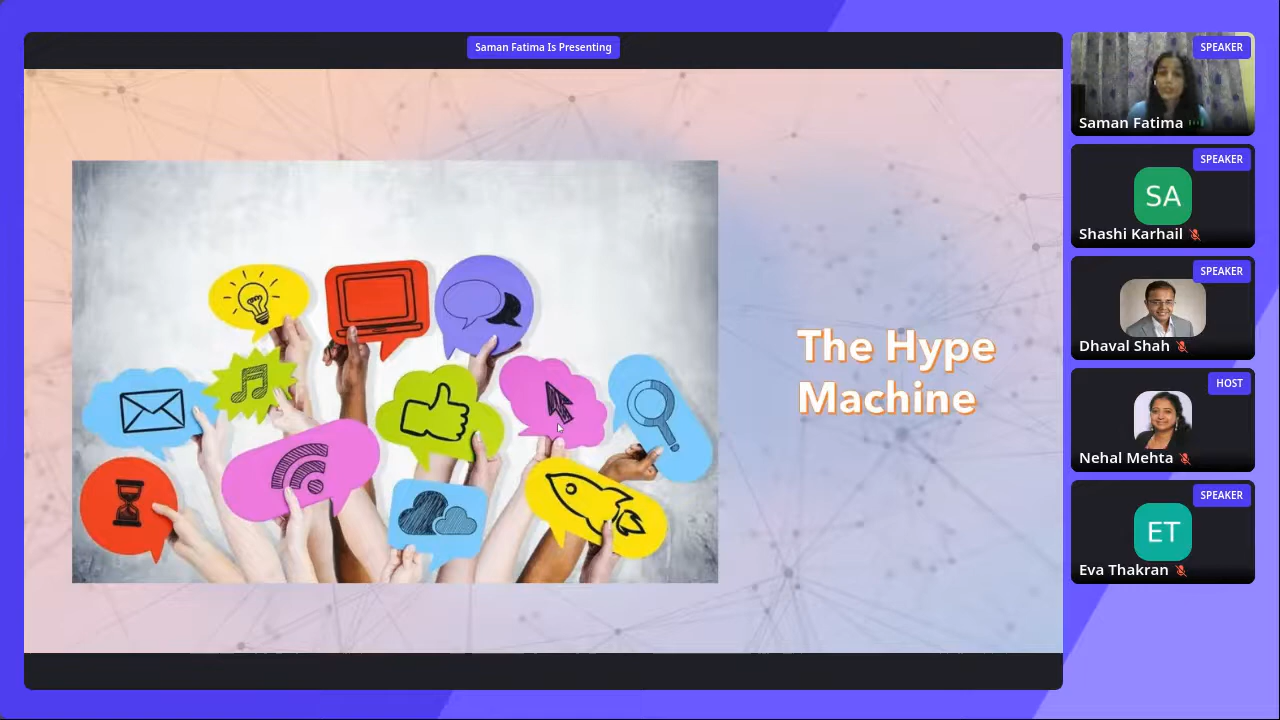 Saman Fatima Is Presenting
The Hype
Machine
SPEAKER
Saman Fatima
SPEAKER
SA
Shashi Karhail
SPEAKER
Dhaval Shah
HOST
Nehal Mehta
SPEAKER
ET
Eva Thakran